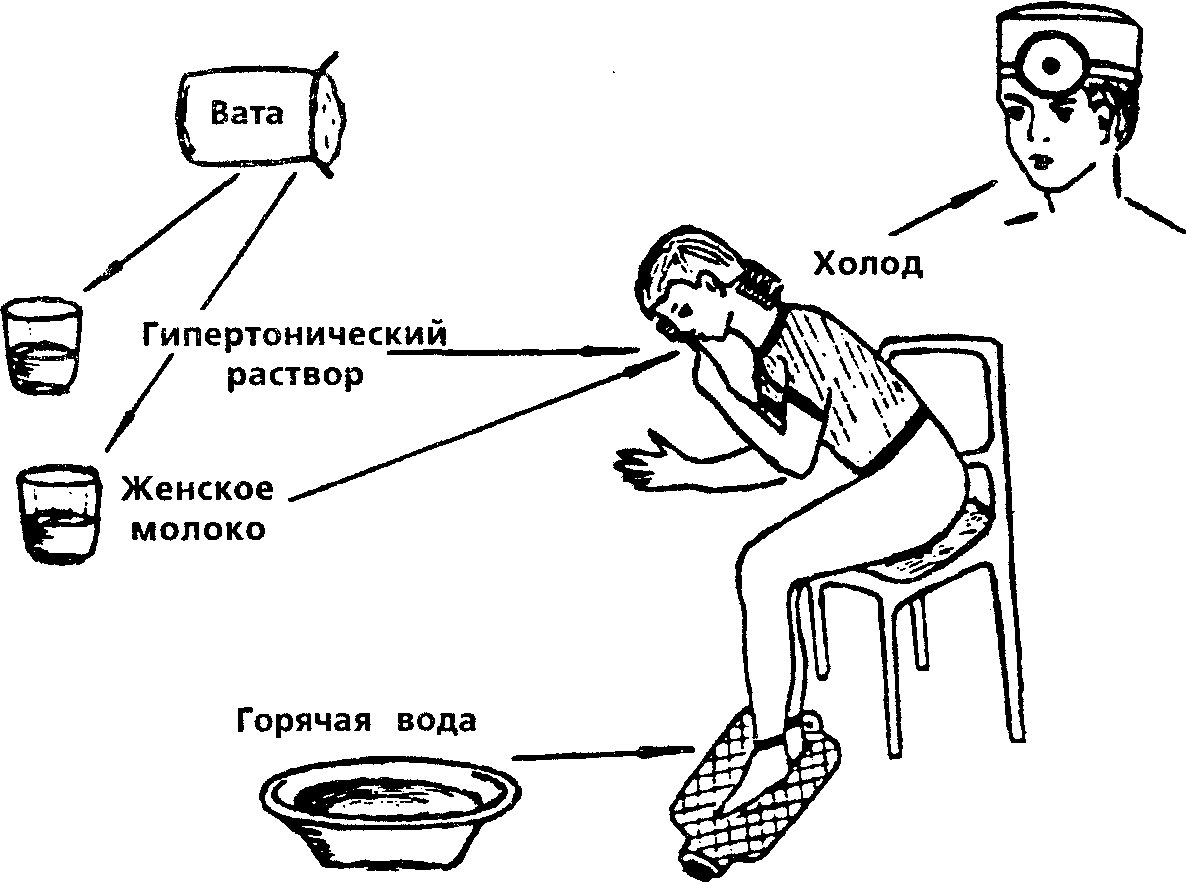 Вата
Холод
Гипертонический
раствор
Женское
молоко
Горячая вода